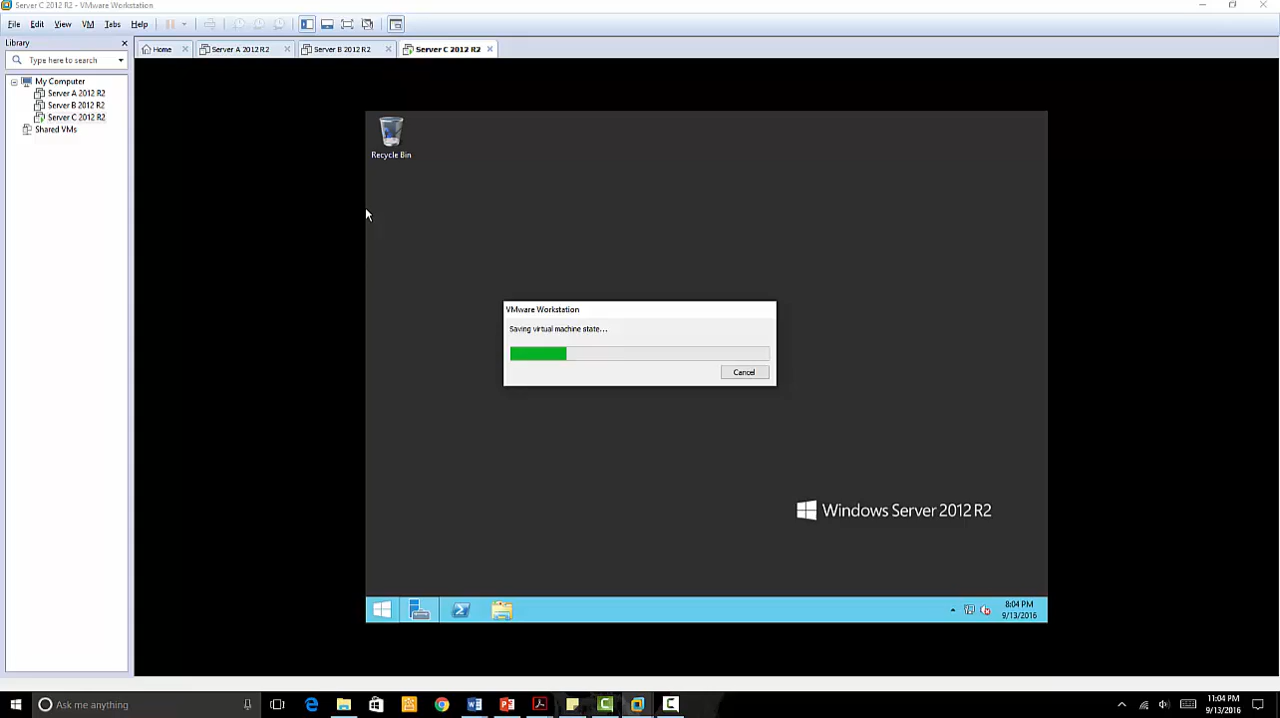 Server C 2012 R2 - VMware Workstation
File Edit View VM Tabs Help
Library
Type here to search
My Computer
Server A 2012 R2
Server B 2012 R2
Server C 2012 R2
Shared VMs
Home
Server A 2012 R2
Server B 2012 R2
Server C 2012 R2
Recycle Bin
VMware Workstation
Saving virtual machine state...
Cancel
Windows Server 2012 R2
8:04 PM
9/13/2016
Ask me anything
11:04 PM
9/13/2016